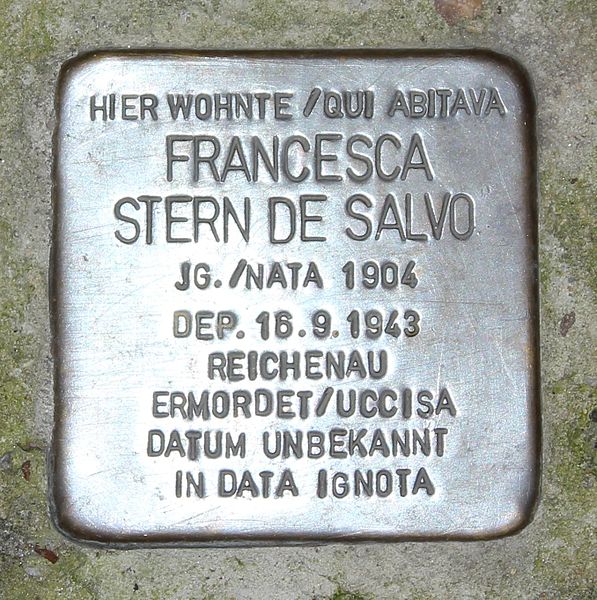 HIER WOHNTE / QUI ABITAVA
FRANCESCA
STERN DE SALVO
JG. / NATA 1904
DEP. 16.9.1943
REICHENAU
ERMORDET / UCCISA
DATUM UNBEKANNT
IN DATA IGNOTA